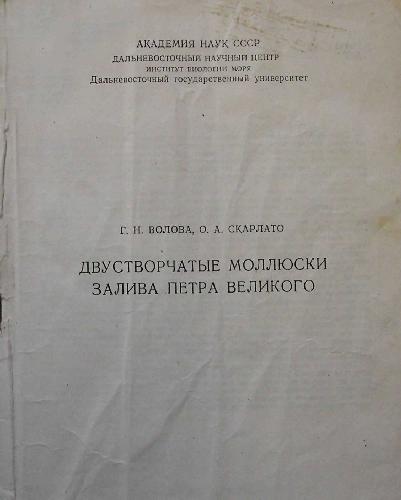 АКАДЕМИЯ НАУК СССР
ДАЛЬНЕВОСТОЧНЫЙ НАУЧНЫЙ ЦЕНТР
ИНСТИТУТ БИОЛОГИИ МОРЯ
Дальневосточный государственный университет
Г. Н. ВОЛОВА, О. А. СКАРЛАТО
ДВУСТВОРЧАТЫЕ МОЛЛЮСКИ
ЗАЛИВА ПЕТРА ВЕЛИКОГО